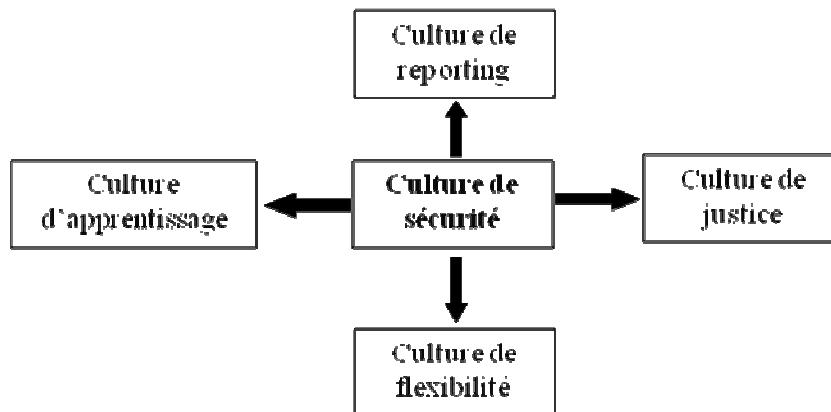 Culture de
reporting
Culture
d'apprentissage
Culture de
sécurité
Culture de
justice
Culture de
flexibilité